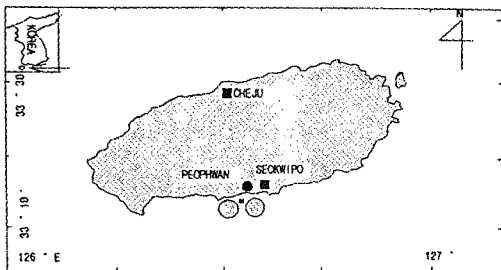 KOREA
N
33° 30'
CHEJU
PEOPHWAN
SEOKWIPO
33° 10'
126 ° E
127 °